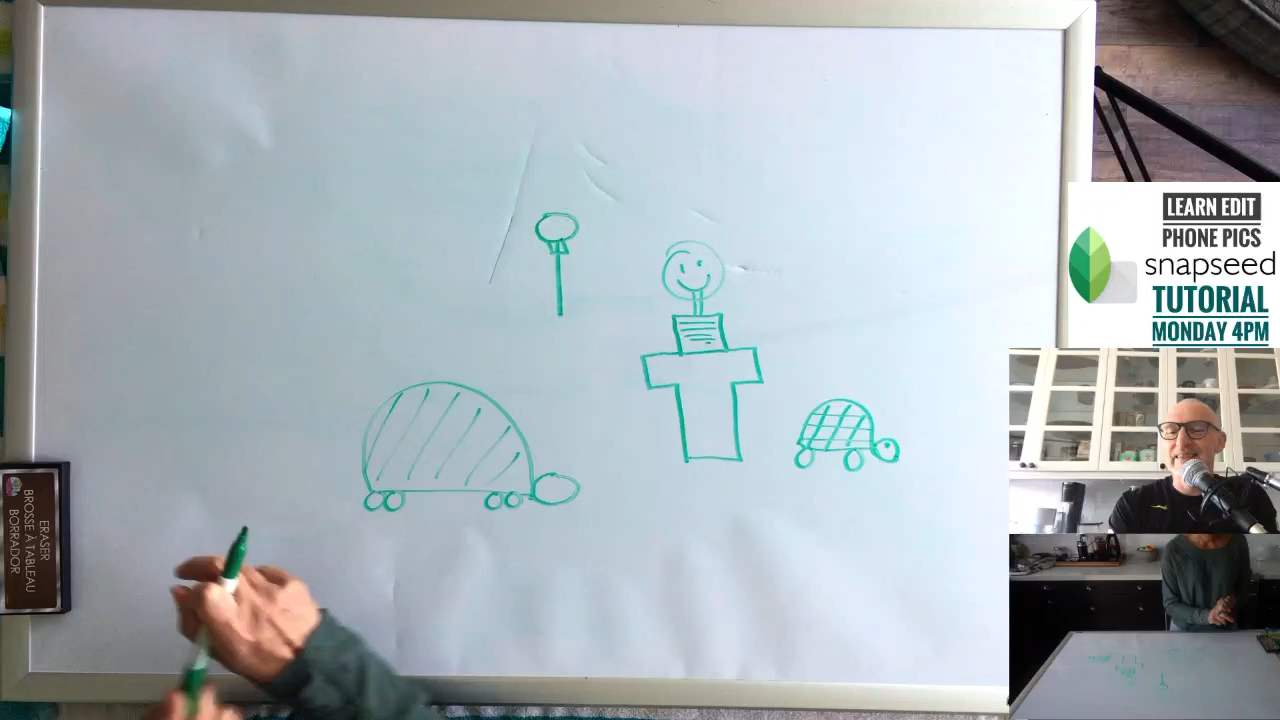 LEARN EDIT
PHONE PICS
snapseed
TUTORIAL
MONDAY 4PM
ERASER
BROSSE À TABLEAU
BORRADOR